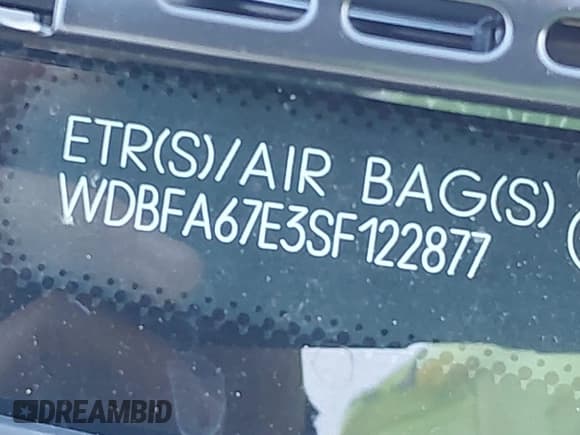 ETR(S)/AIR BAG(S)
WDBFA67E3SF122877
DREAMBID